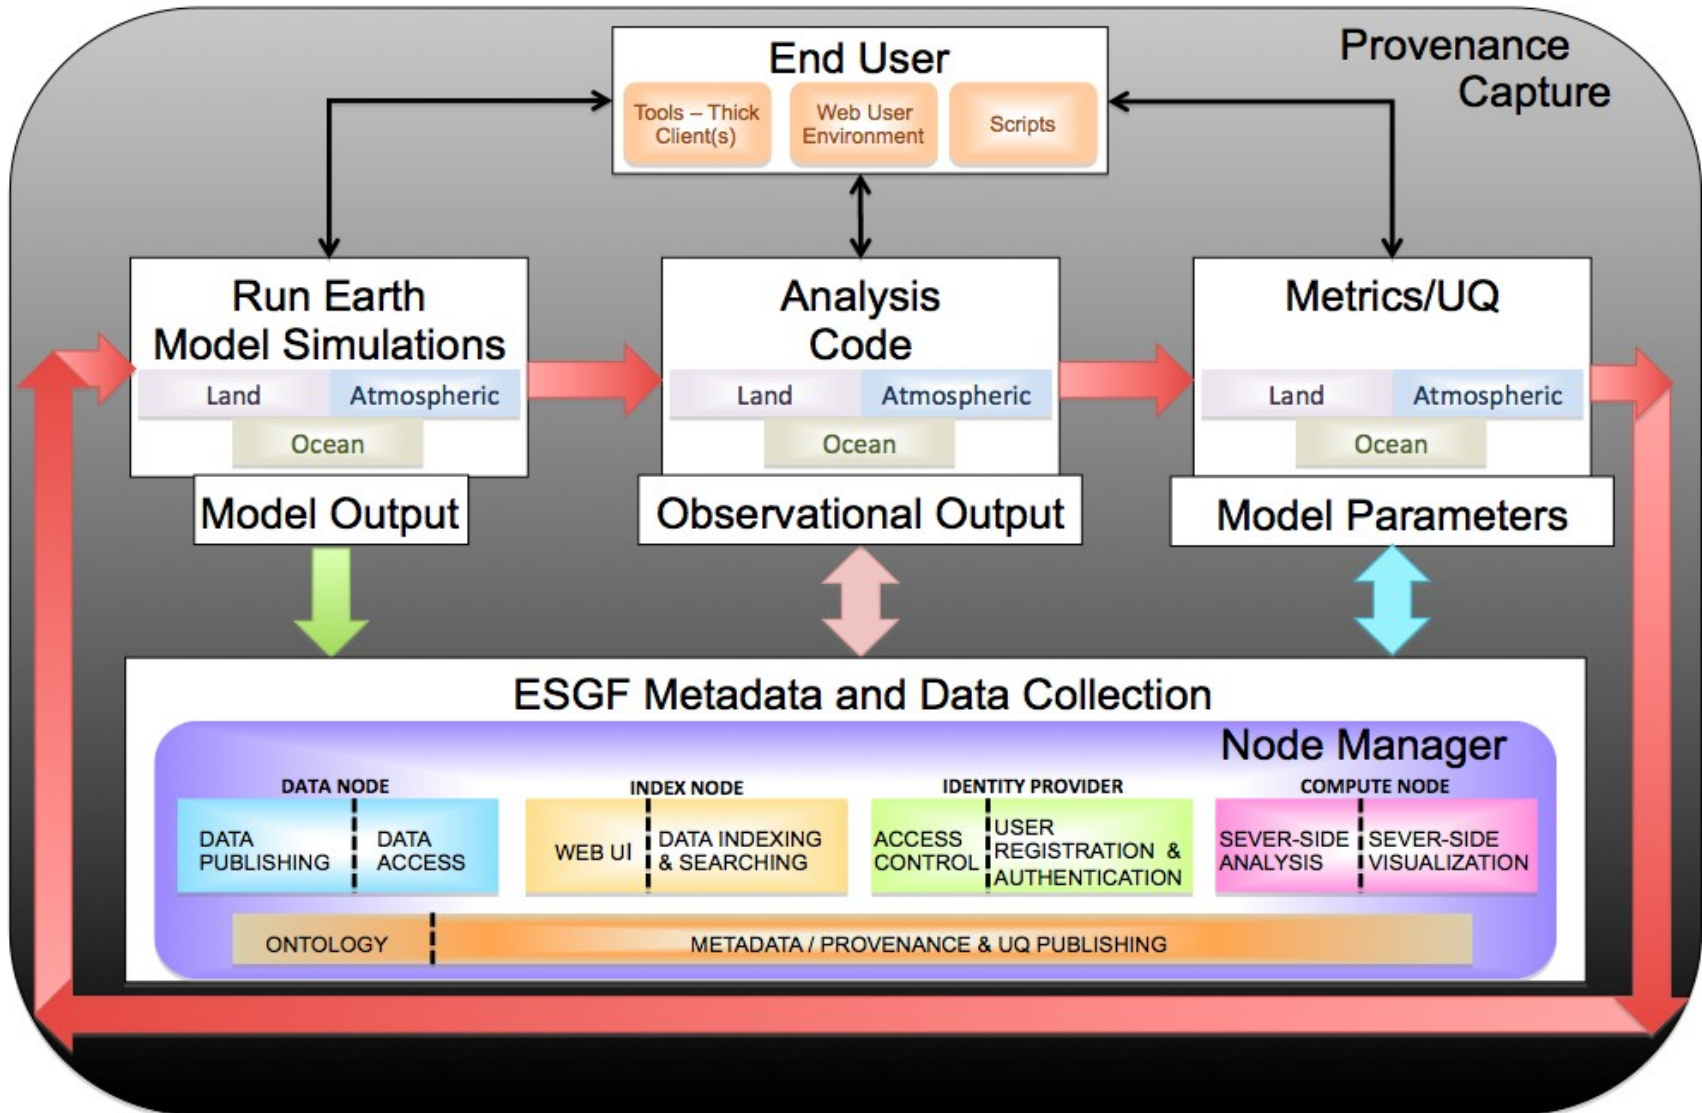 Provenance
Capture
End User
Tools – Thick
Client(s)
Web User
Environment
Scripts
Run Earth
Model Simulations
Land
Atmospheric
Ocean
Model Output
Analysis
Code
Land
Atmospheric
Ocean
Observational Output
Metrics/UQ
Land
Atmospheric
Ocean
Model Parameters
ESGF Metadata and Data Collection
Node Manager
DATA NODE
DATA
PUBLISHING
DATA
ACCESS
INDEX NODE
WEB UI
DATA INDEXING
& SEARCHING
IDENTITY PROVIDER
ACCESS
CONTROL
USER
REGISTRATION &
AUTHENTICATION
COMPUTE NODE
SEVER-SIDE
ANALYSIS
SEVER-SIDE
VISUALIZATION
ONTOLOGY
METADATA / PROVENANCE & UQ PUBLISHING